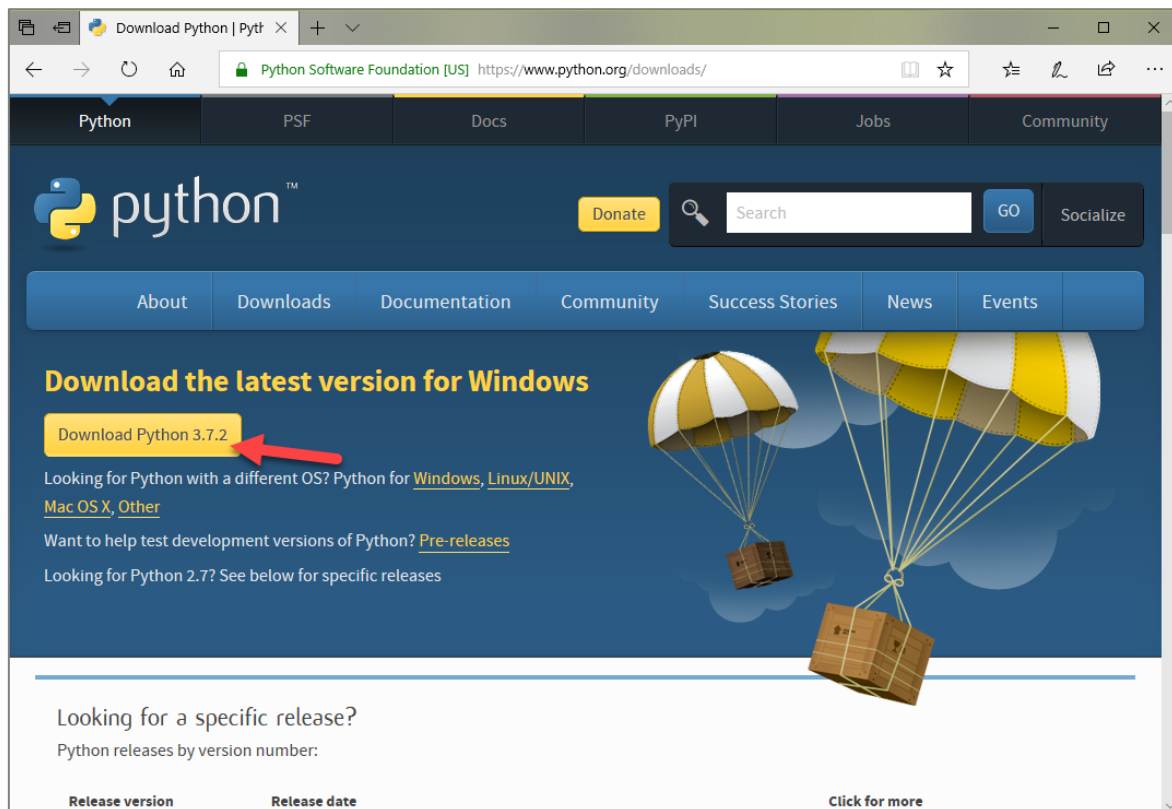 Download Python | Pyth
Python Software Foundation [US] https://www.python.org/downloads/
Python PSF Docs PyPI Jobs Community
python™
Donate Search GO Socialize
About Downloads Documentation Community Success Stories News Events
Download the latest version for Windows
Download Python 3.7.2
Looking for Python with a different OS? Python for Windows, Linux/UNIX,
Mac OS X, Other
Want to help test development versions of Python? Pre-releases
Looking for Python 2.7? See below for specific releases
Looking for a specific release?
Python releases by version number:
Release version Release date Click for more